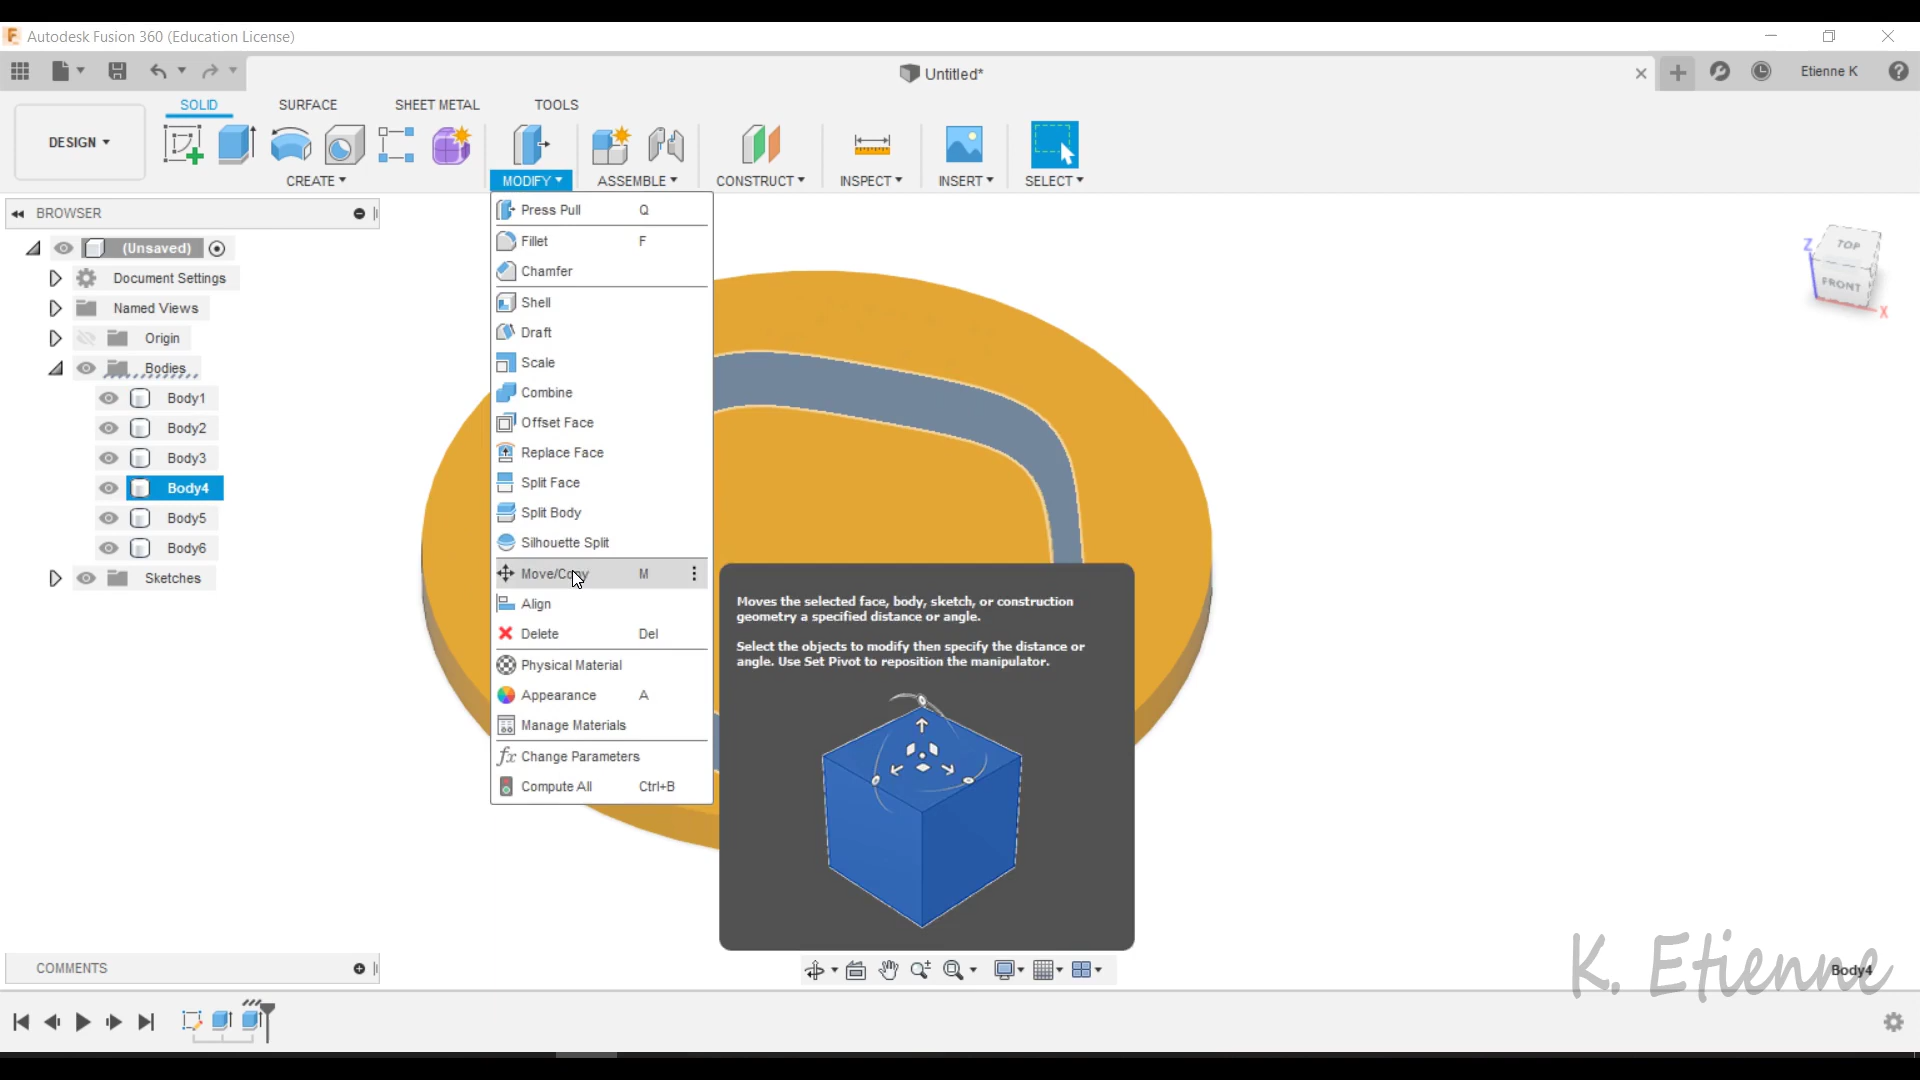 Autodesk Fusion 360 (Education License)
Untitled*
Etienne K
DESIGN
SOLID
SURFACE
SHEET METAL
TOOLS
CREATE
MODIFY
ASSEMBLE
CONSTRUCT
INSPECT
INSERT
SELECT
BROWSER
(Unsaved)
Document Settings
Named Views
Origin
Bodies
Body1
Body2
Body3
Body4
Body5
Body6
Sketches
Press Pull Q
Fillet F
Chamfer
Shell
Draft
Scale
Combine
Offset Face
Replace Face
Split Face
Split Body
Silhouette Split
Move/Copy M
Align
Delete Del
Physical Material
Appearance A
Manage Materials
fx Change Parameters
Compute All Ctrl+B
Moves the selected face, body, sketch, or construction
geometry a specified distance or angle.
Select the objects to modify then specify the distance or
angle. Use Set Pivot to reposition the manipulator.
Z
TOP
FRONT
X
COMMENTS
K. Etienne
Body4